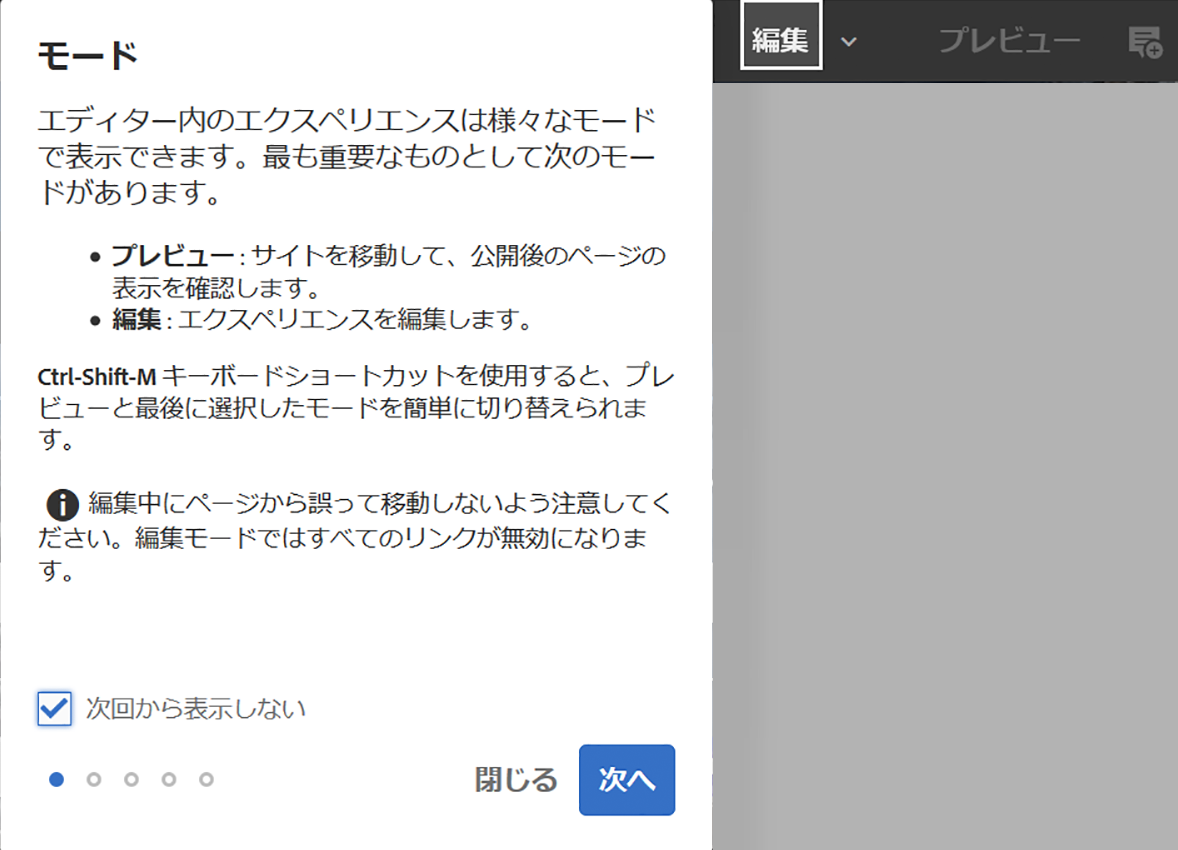 モード
編集
プレビュー
エディター内のエクスペリエンスは様々なモード
で表示できます。最も重要なものとして次のモー
ドがあります。
• プレビュー : サイトを移動して、公開後のページの
表示を確認します。
• 編集 : エクスペリエンスを編集します。
Ctrl-Shift-M キーボードショートカットを使用すると、プレ
ビューと最後に選択したモードを簡単に切り替えられま
す。
編集中にページから誤って移動しないよう注意してく
ださい。編集モードではすべてのリンクが無効になりま
す。
次回から表示しない
閉じる
次へ